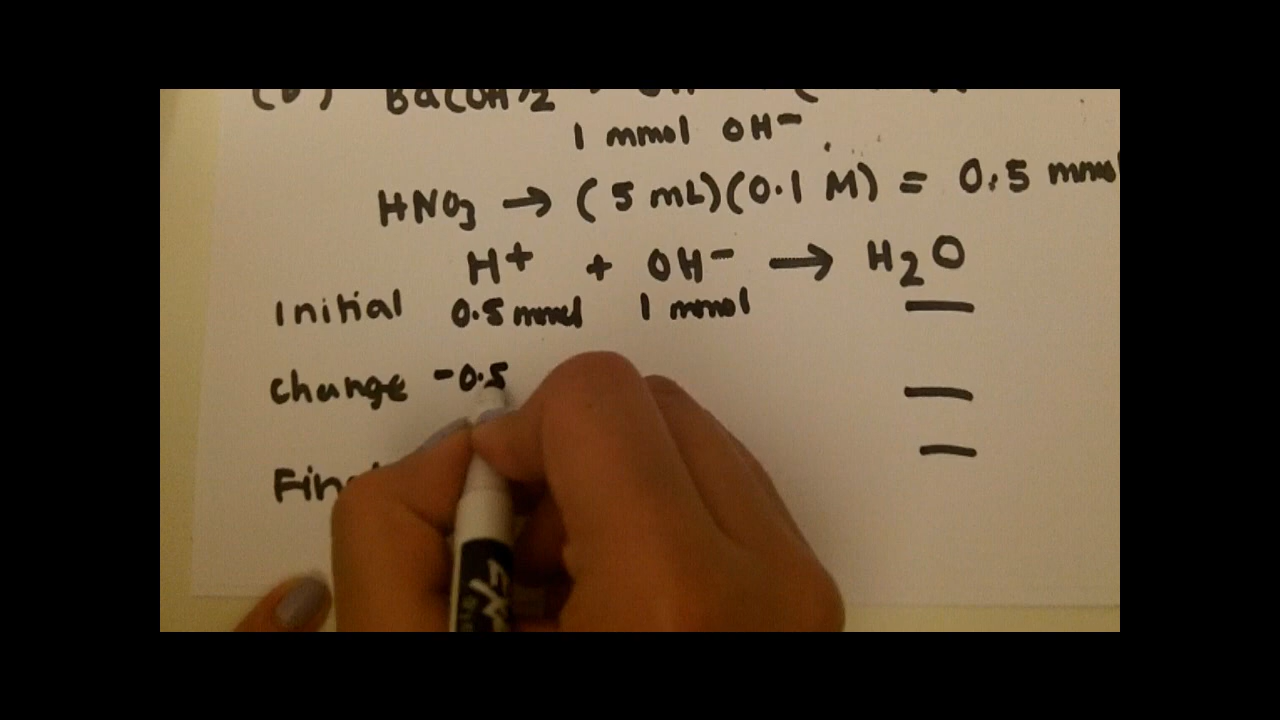 Ba(OH)2
1 mmol OH⁻
HNO3 → (5 mL)(0.1 M) = 0.5 mmol
H⁺ + OH⁻ → H2O
Initial 0.5 mmol 1 mmol —
change -0.5 —
—